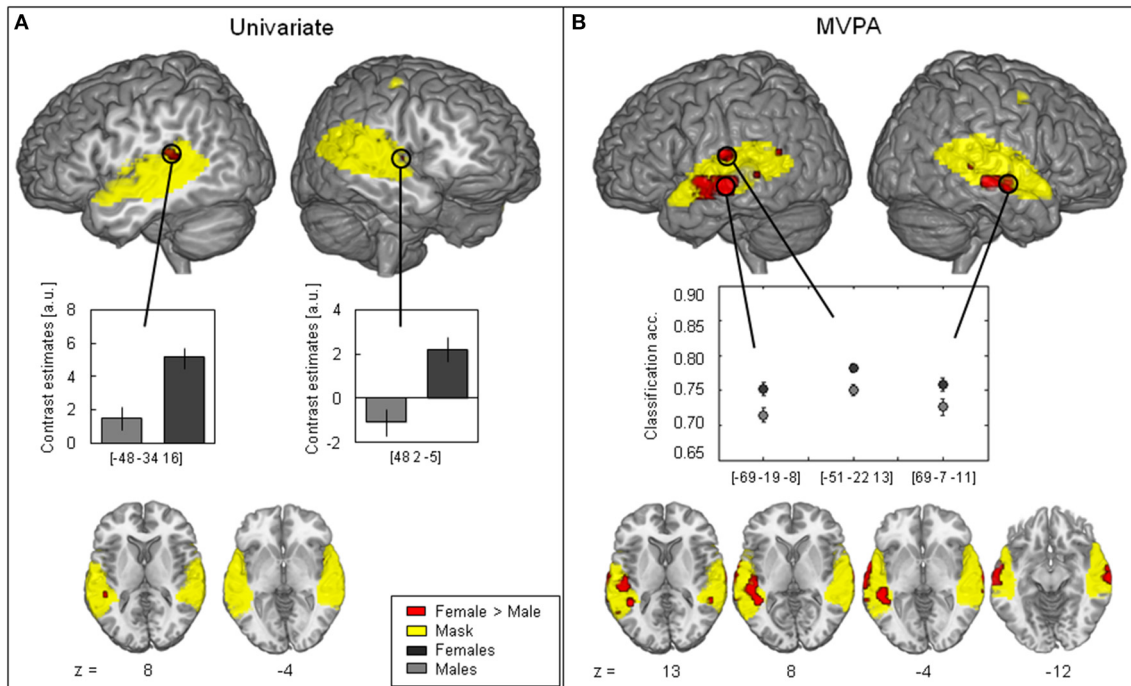 A
Univariate
Contrast estimates [a.u.]
8
6
4
2
0
[-48 -34 16]
Contrast estimates [a.u.]
4
2
0
-2
[48 2 -5]
z = 8 -4
Female > Male
Mask
Females
Males
B
MVPA
Classification acc.
0.90
0.85
0.80
0.75
0.70
0.65
[-69 -19 -8] [-51 -22 13] [69 -7 -11]
z = 13 8 -4 -12